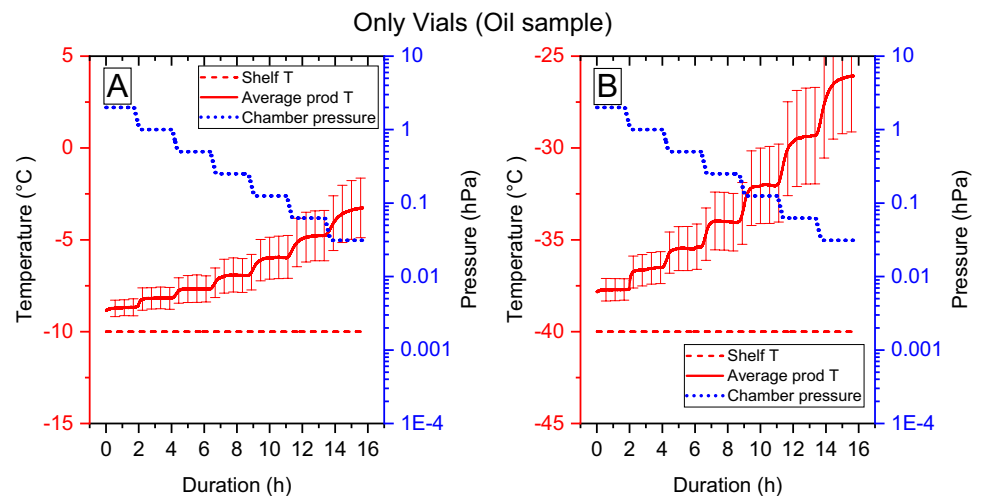 Only Vials (Oil sample)
A
Shelf T
Average prod T
Chamber pressure
5
0
-5
-10
-15
Temperature (°C )
10
1
0.1
0.01
0.001
1E-4
Pressure (hPa)
0 2 4 6 8 10 12 14 16
Duration (h)
B
-25
-30
-35
-40
-45
Temperature (°C )
Shelf T
Average prod T
Chamber pressure
10
1
0.1
0.01
0.001
1E-4
Pressure (hPa)
0 2 4 6 8 10 12 14 16
Duration (h)